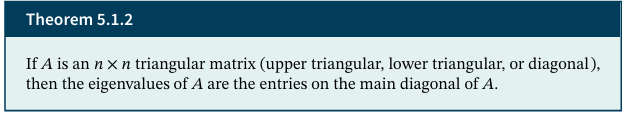 Theorem 5.1.2
If A is an n × n triangular matrix (upper triangular, lower triangular, or diagonal),
then the eigenvalues of A are the entries on the main diagonal of A.